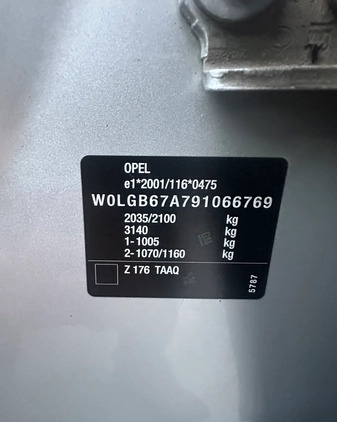 OPEL
e1*2001/116*0475
W0LGB67A791066769
2035/2100 kg
3140 kg
1-1005 kg
2-1070/1160 kg
Z 176 TAAQ
5787